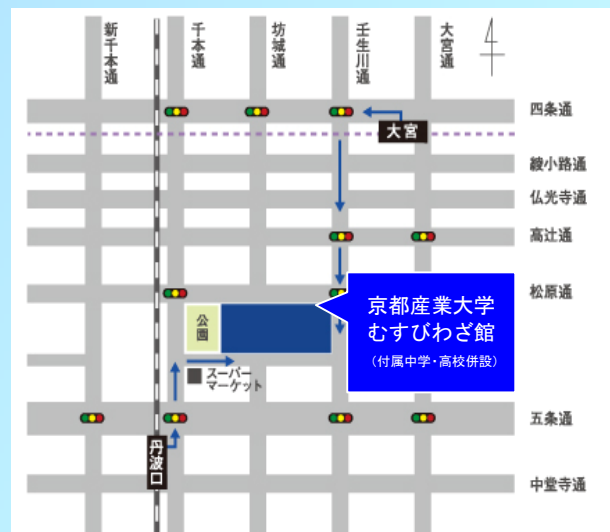 新千本通
千本通
坊城通
壬生川通
大宮通
四条通
大宮
綾小路通
仏光寺通
高辻通
松原通
京都産業大学
むすびわざ館
（付属中学・高校併設）
公園
スーパー
マーケット
五条通
丹波口
中堂寺通